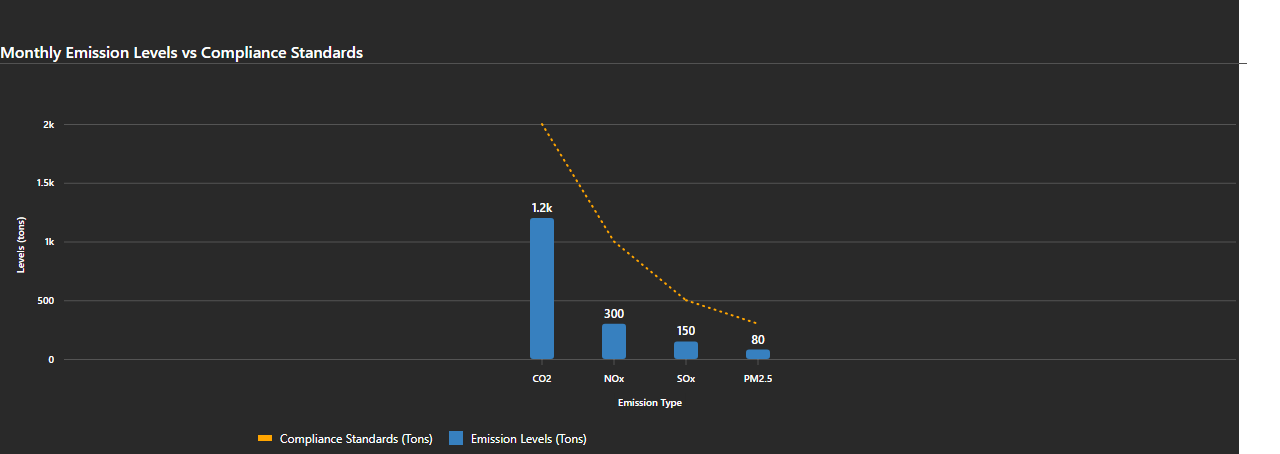 Monthly Emission Levels vs Compliance Standards
2k
1.5k
1k
500
0
Levels (tons)
1.2k
300
150
80
CO2 NOx SOx PM2.5
Emission Type
Compliance Standards (Tons) Emission Levels (Tons)